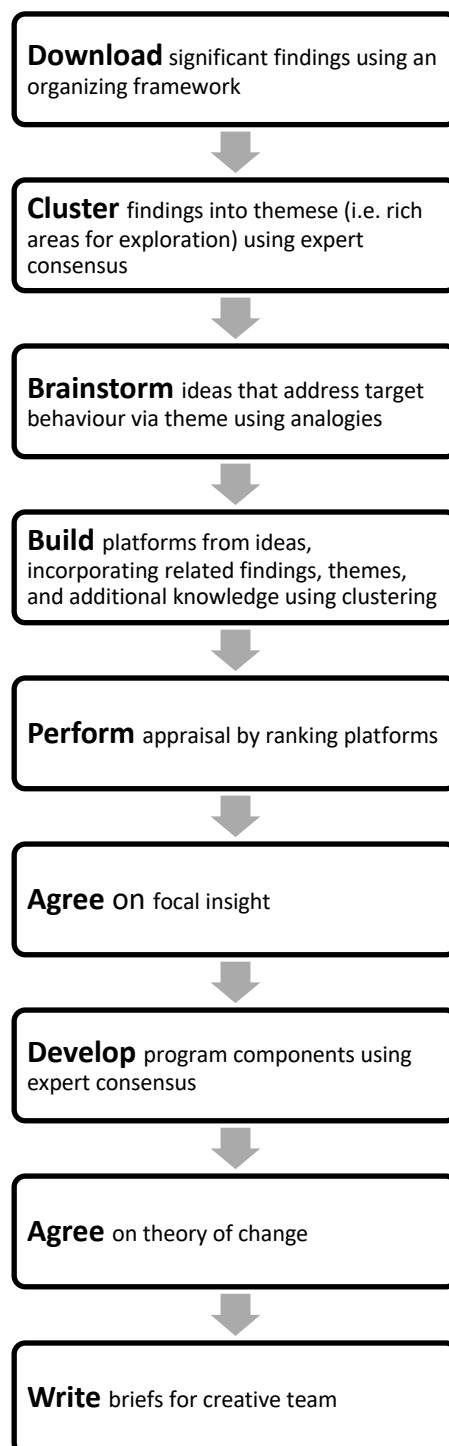 Download significant findings using an
organizing framework
Cluster findings into themese (i.e. rich
areas for exploration) using expert
consensus
Brainstorm ideas that address target
behaviour via theme using analogies
Build platforms from ideas,
incorporating related findings, themes,
and additional knowledge using clustering
Perform appraisal by ranking platforms
Agree on focal insight
Develop program components using
expert consensus
Agree on theory of change
Write briefs for creative team